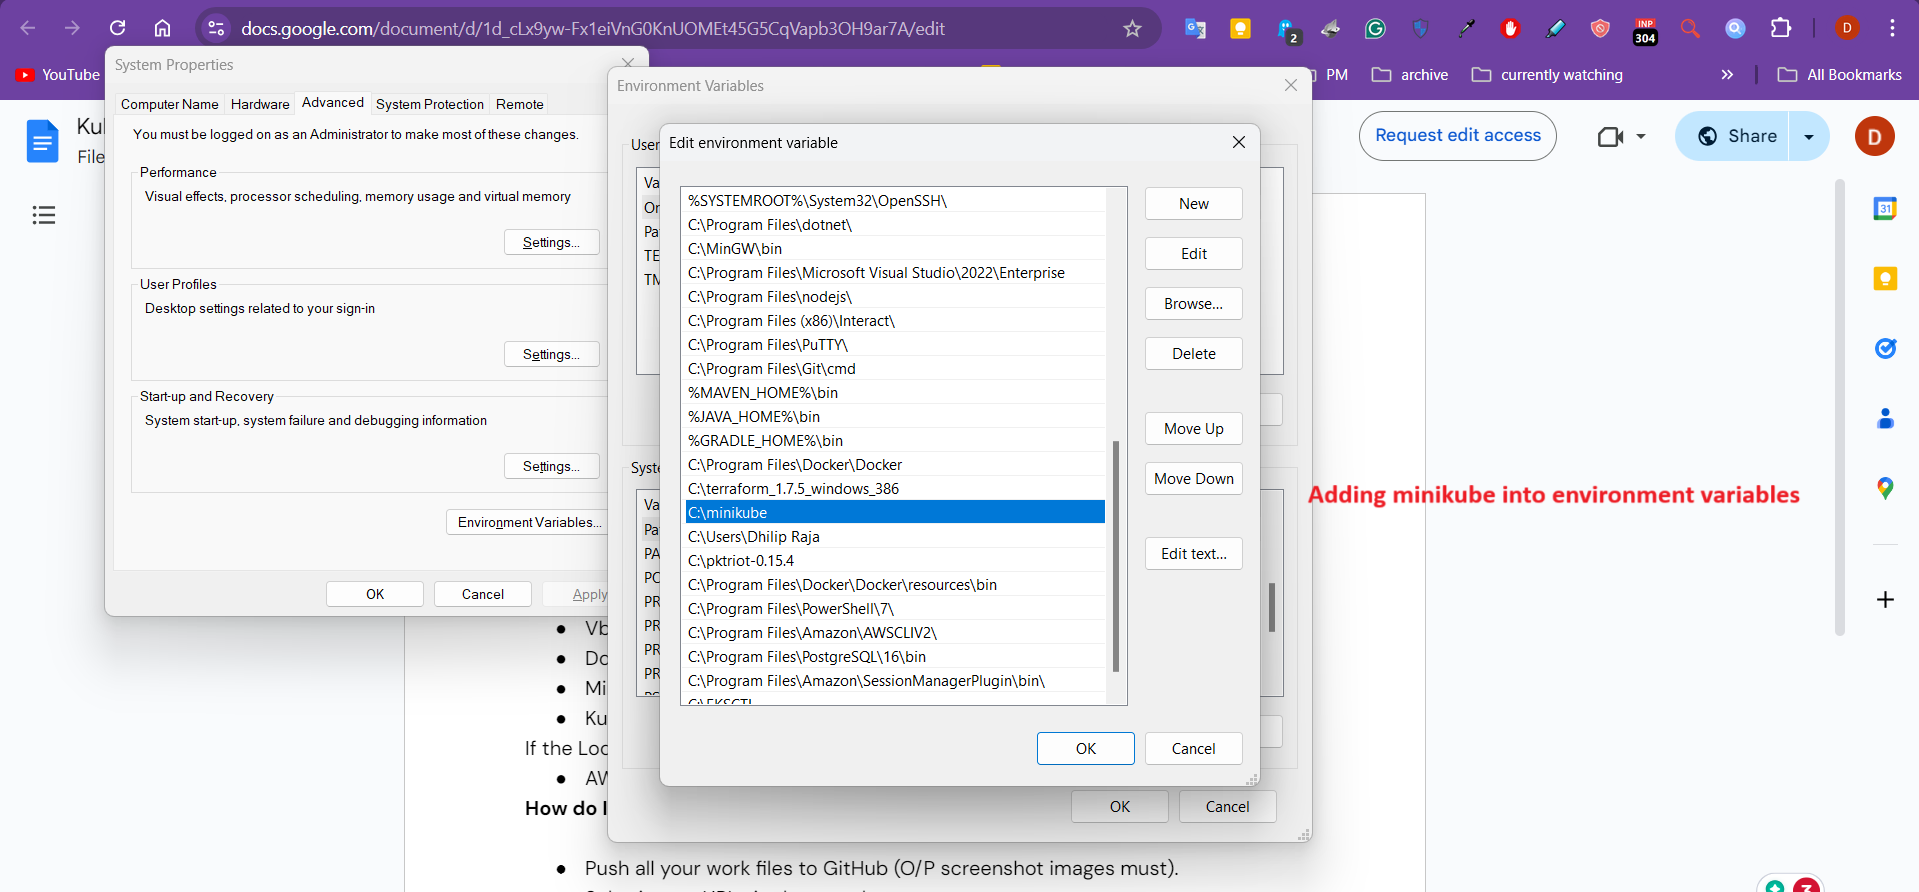 docs.google.com/document/d/1d_cLx9yw-Fx1eiVnG0KnUOMEt45G5CqVapb3OH9ar7A/edit
2
INP
304
D
YouTube
PM
archive
currently watching
All Bookmarks
System Properties
Computer Name
Hardware
Advanced
System Protection
Remote
You must be logged on as an Administrator to make most of these changes.
Performance
Visual effects, processor scheduling, memory usage and virtual memory
Settings...
User Profiles
Desktop settings related to your sign-in
Settings...
Start-up and Recovery
System start-up, system failure and debugging information
Settings...
Environment Variables...
OK
Cancel
Apply
Environment Variables
User
Va
On
Pa
TE
TM
Syste
Va
Pa
PA
PC
PR
PR
PR
PR
OK
Cancel
Edit environment variable
%SYSTEMROOT%\System32\OpenSSH\
C:\Program Files\dotnet\
C:\MinGW\bin
C:\Program Files\Microsoft Visual Studio\2022\Enterprise
C:\Program Files\nodejs\
C:\Program Files (x86)\Interact\
C:\Program Files\PuTTY\
C:\Program Files\Git\cmd
%MAVEN_HOME%\bin
%JAVA_HOME%\bin
%GRADLE_HOME%\bin
C:\Program Files\Docker\Docker
C:\terraform_1.7.5_windows_386
C:\minikube
C:\Users\Dhilip Raja
C:\pktriot-0.15.4
C:\Program Files\Docker\Docker\resources\bin
C:\Program Files\PowerShell\7\
C:\Program Files\Amazon\AWSCLIV2\
C:\Program Files\PostgreSQL\16\bin
C:\Program Files\Amazon\SessionManagerPlugin\bin\
C:\EKSCTL
New
Edit
Browse...
Delete
Move Up
Move Down
Edit text...
OK
Cancel
Adding minikube into environment variables
Request edit access
Share
D
31
Kul
File
Vb
Do
Mi
Ku
If the Loc
AW
How do I
Push all your work files to GitHub (O/P screenshot images must).
3